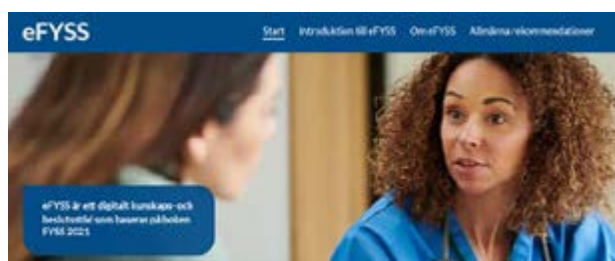 eFYSS
Start Introduktion till eFYSS Om eFYSS Allmänna rekommendationer
eFYSS är ett digitalt kunskaps- och
beslutsstöd som baseras på boken
FYSS 2021